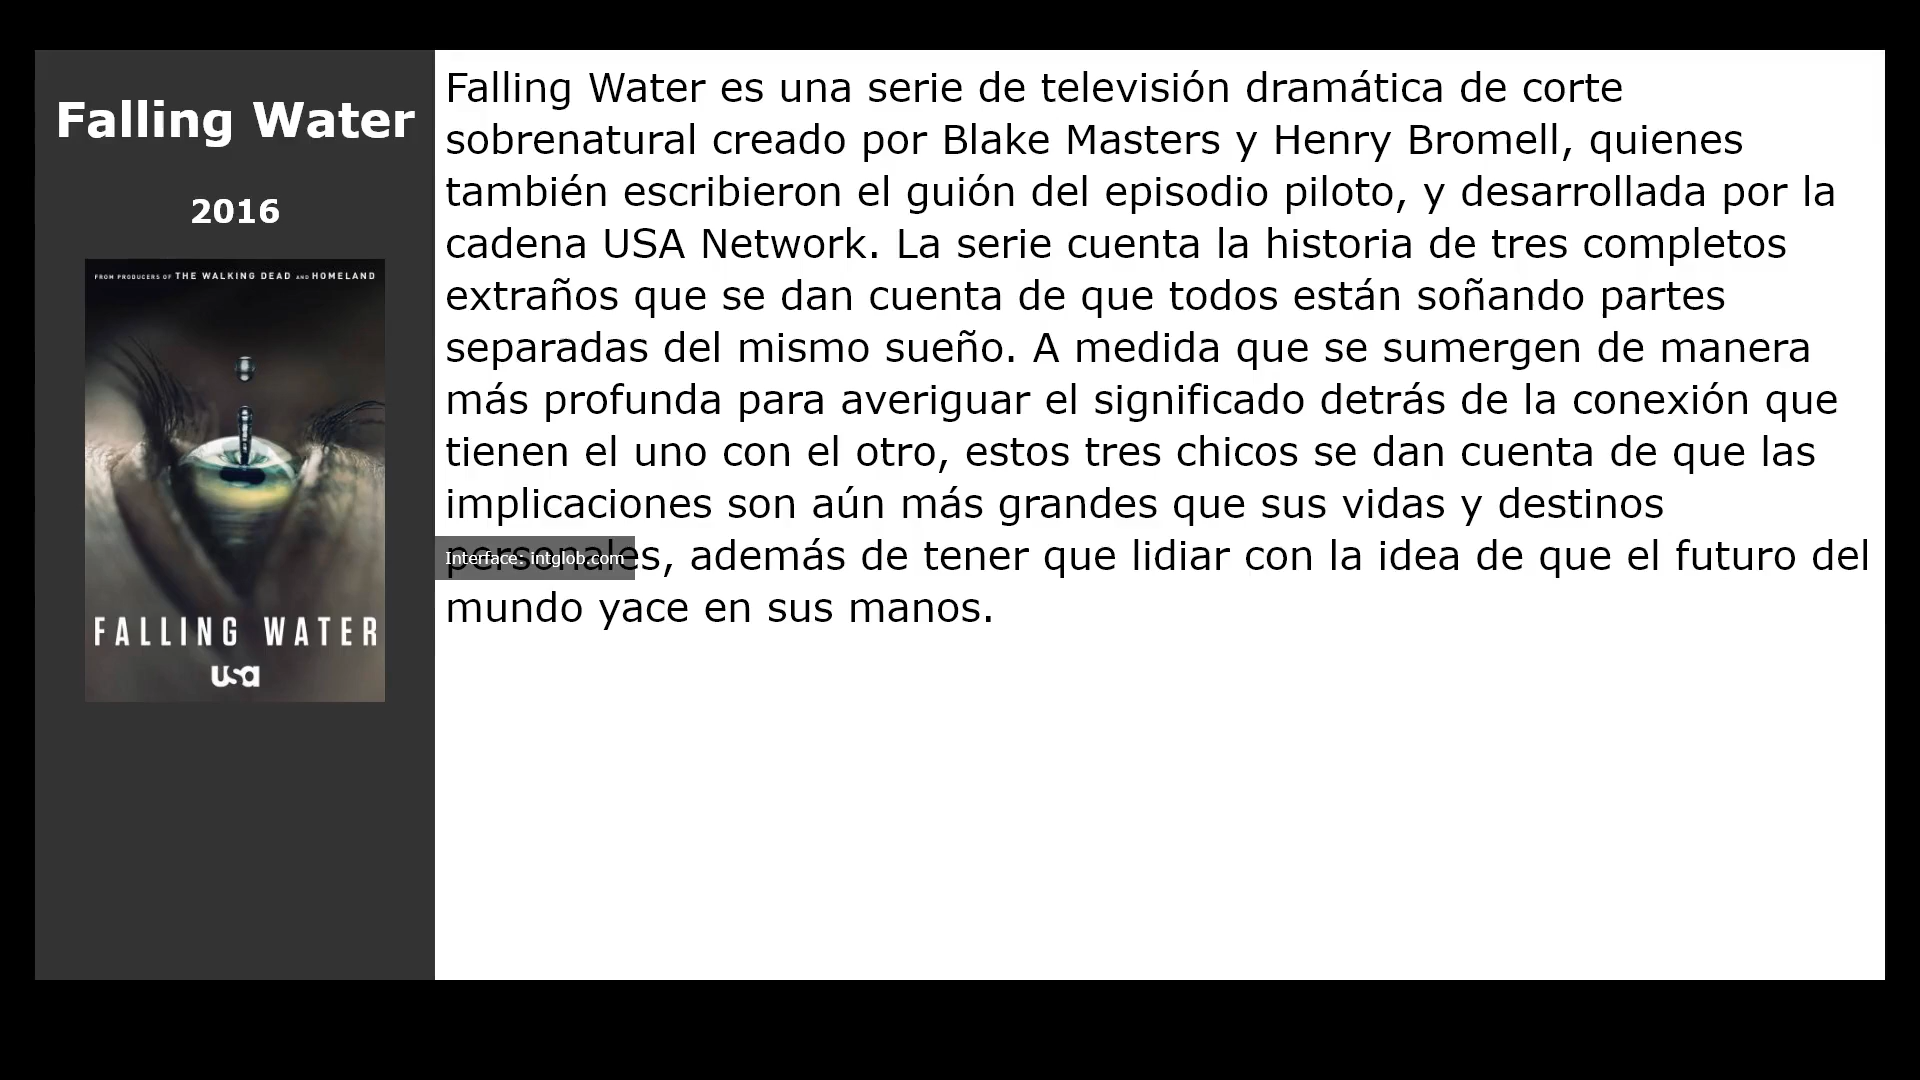 Falling Water
2016
FROM PRODUCERS OF THE WALKING DEAD AND HOMELAND
FALLING WATER
usa
Falling Water es una serie de televisión dramática de corte
sobrenatural creado por Blake Masters y Henry Bromell, quienes
también escribieron el guión del episodio piloto, y desarrollada por la
cadena USA Network. La serie cuenta la historia de tres completos
extraños que se dan cuenta de que todos están soñando partes
separadas del mismo sueño. A medida que se sumergen de manera
más profunda para averiguar el significado detrás de la conexión que
tienen el uno con el otro, estos tres chicos se dan cuenta de que las
implicaciones son aún más grandes que sus vidas y destinos
personales, además de tener que lidiar con la idea de que el futuro del
Interface: intglob.com
mundo yace en sus manos.